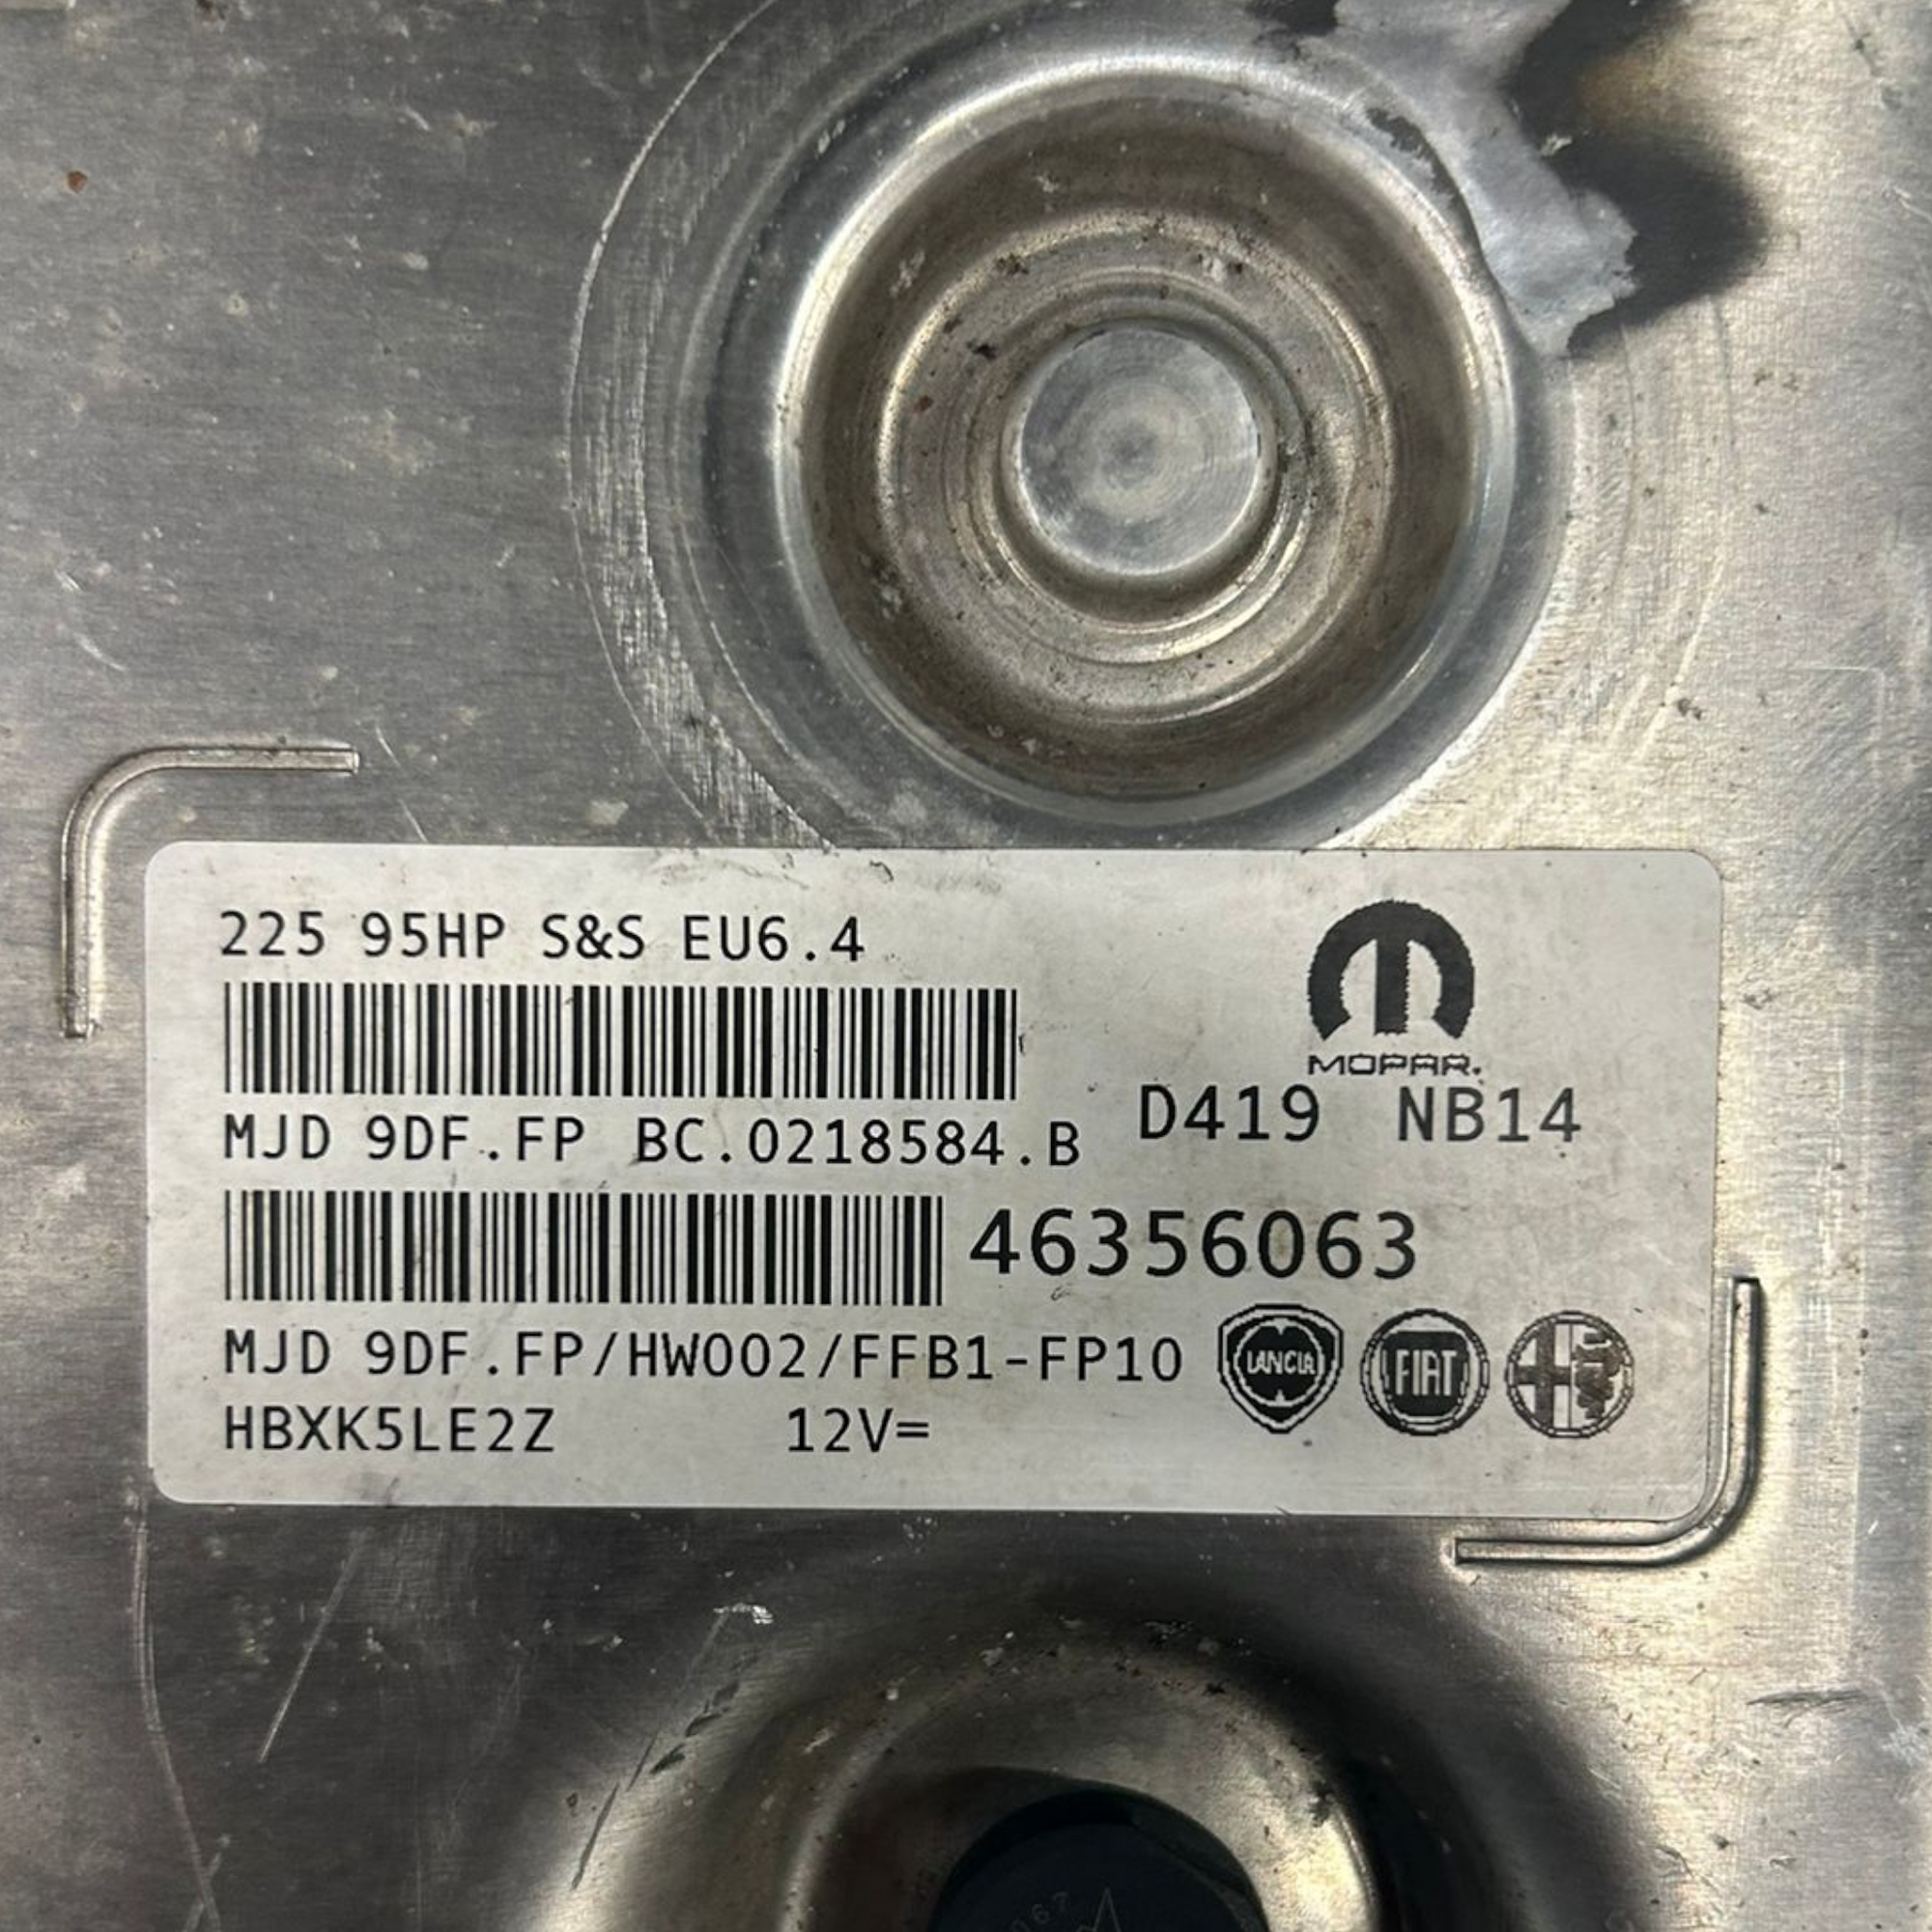 225 95HP S&S EU6.4
MOPAR.
D419 NB14
MJD 9DF.FP BC.0218584.B
46356063
MJD 9DF.FP/HW002/FFB1-FP10
LANCIA
FIAT
HBXK5LE2Z 12V=